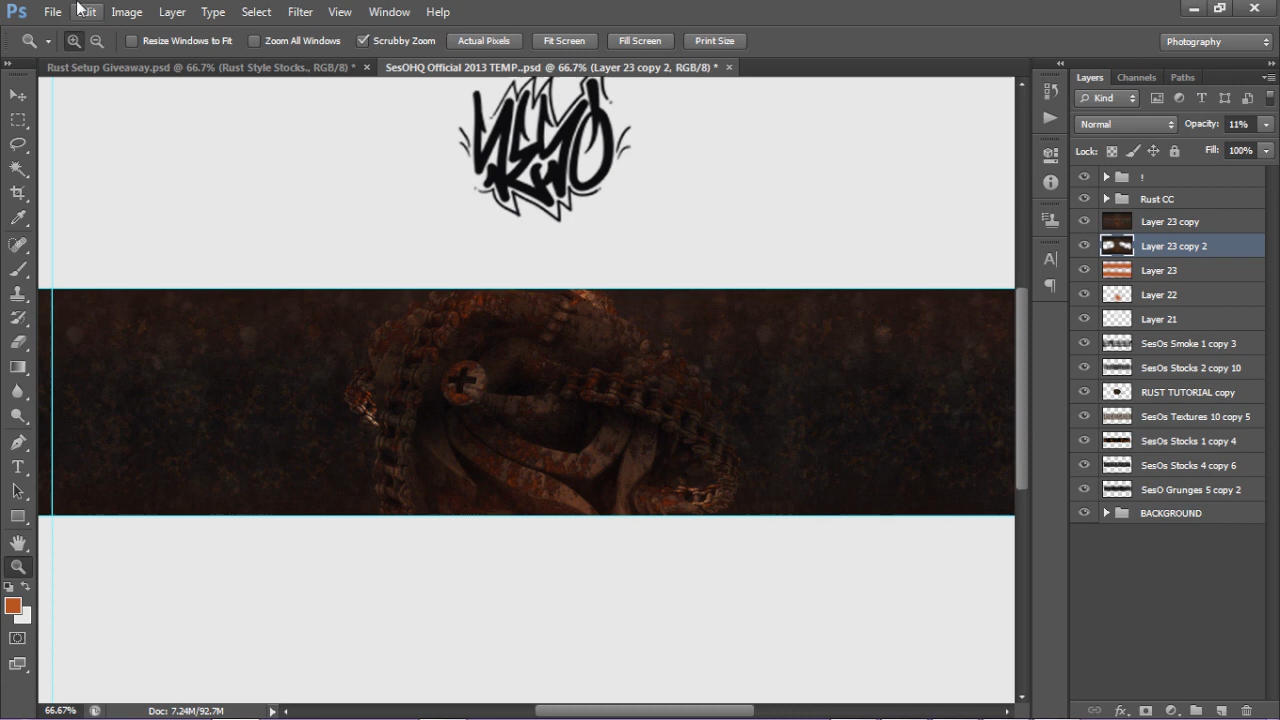 Ps File Edit Image Layer Type Select Filter View Window Help
Resize Windows to Fit Zoom All Windows Scrubby Zoom Actual Pixels Fit Screen Fill Screen Print Size Photography
Rust Setup Giveaway.psd @ 66.7% (Rust Style Stocks., RGB/8) * × SesOHQ Official 2013 TEMP..psd @ 66.7% (Layer 23 copy 2, RGB/8) * ×
Layers Channels Paths
Kind
Normal Opacity: 11%
Lock: Fill: 100%
!
Rust CC
Layer 23 copy
Layer 23 copy 2
Layer 23
Layer 22
Layer 21
SesOs Smoke 1 copy 3
SesOs Stocks 2 copy 10
RUST TUTORIAL copy
SesOs Textures 10 copy 5
SesOs Stocks 1 copy 4
SesOs Stocks 4 copy 6
SesO Grunges 5 copy 2
BACKGROUND
66.67% Doc: 7.24M/92.7M